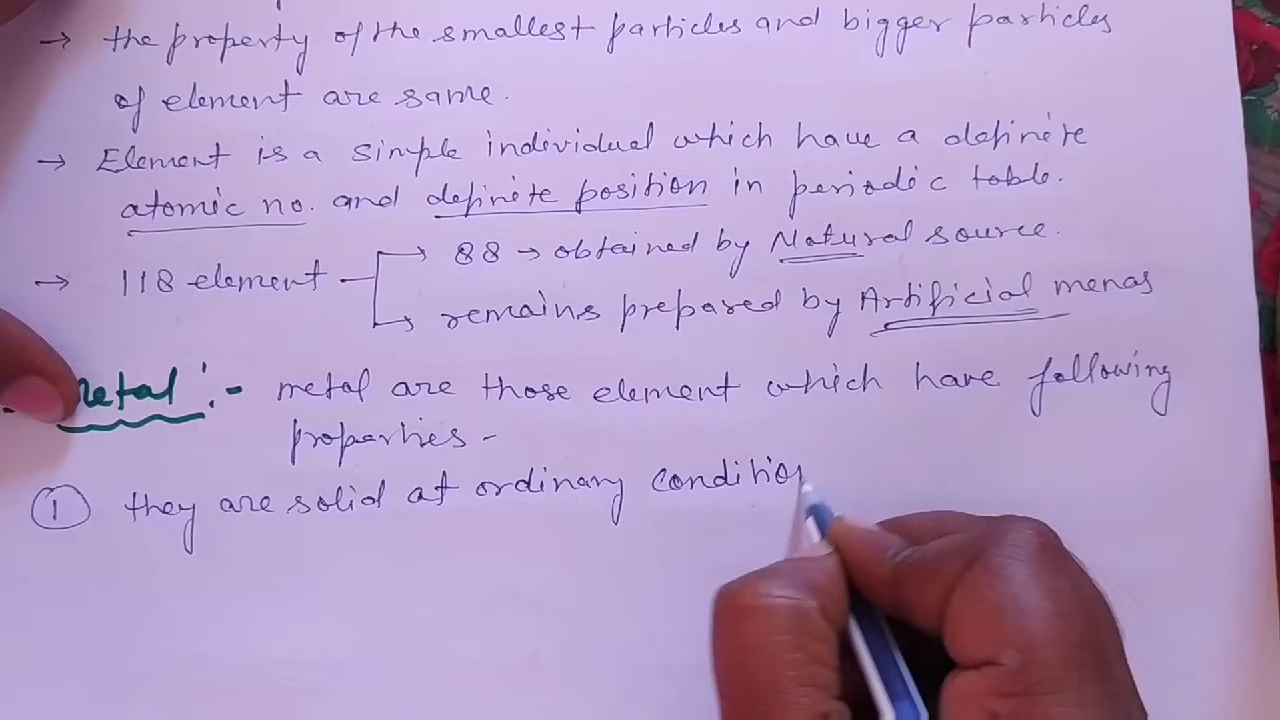 → the property of the smallest particles and bigger particles
of element are same.
→ Element is a simple individual which have a definite
atomic no. and definite position in periodic table.
→ 118 element → 88 → obtained by Natural source.
→ remains prepared by Artificial menas
metal :- metal are those element which have following
properties -
① they are solid at ordinary condition